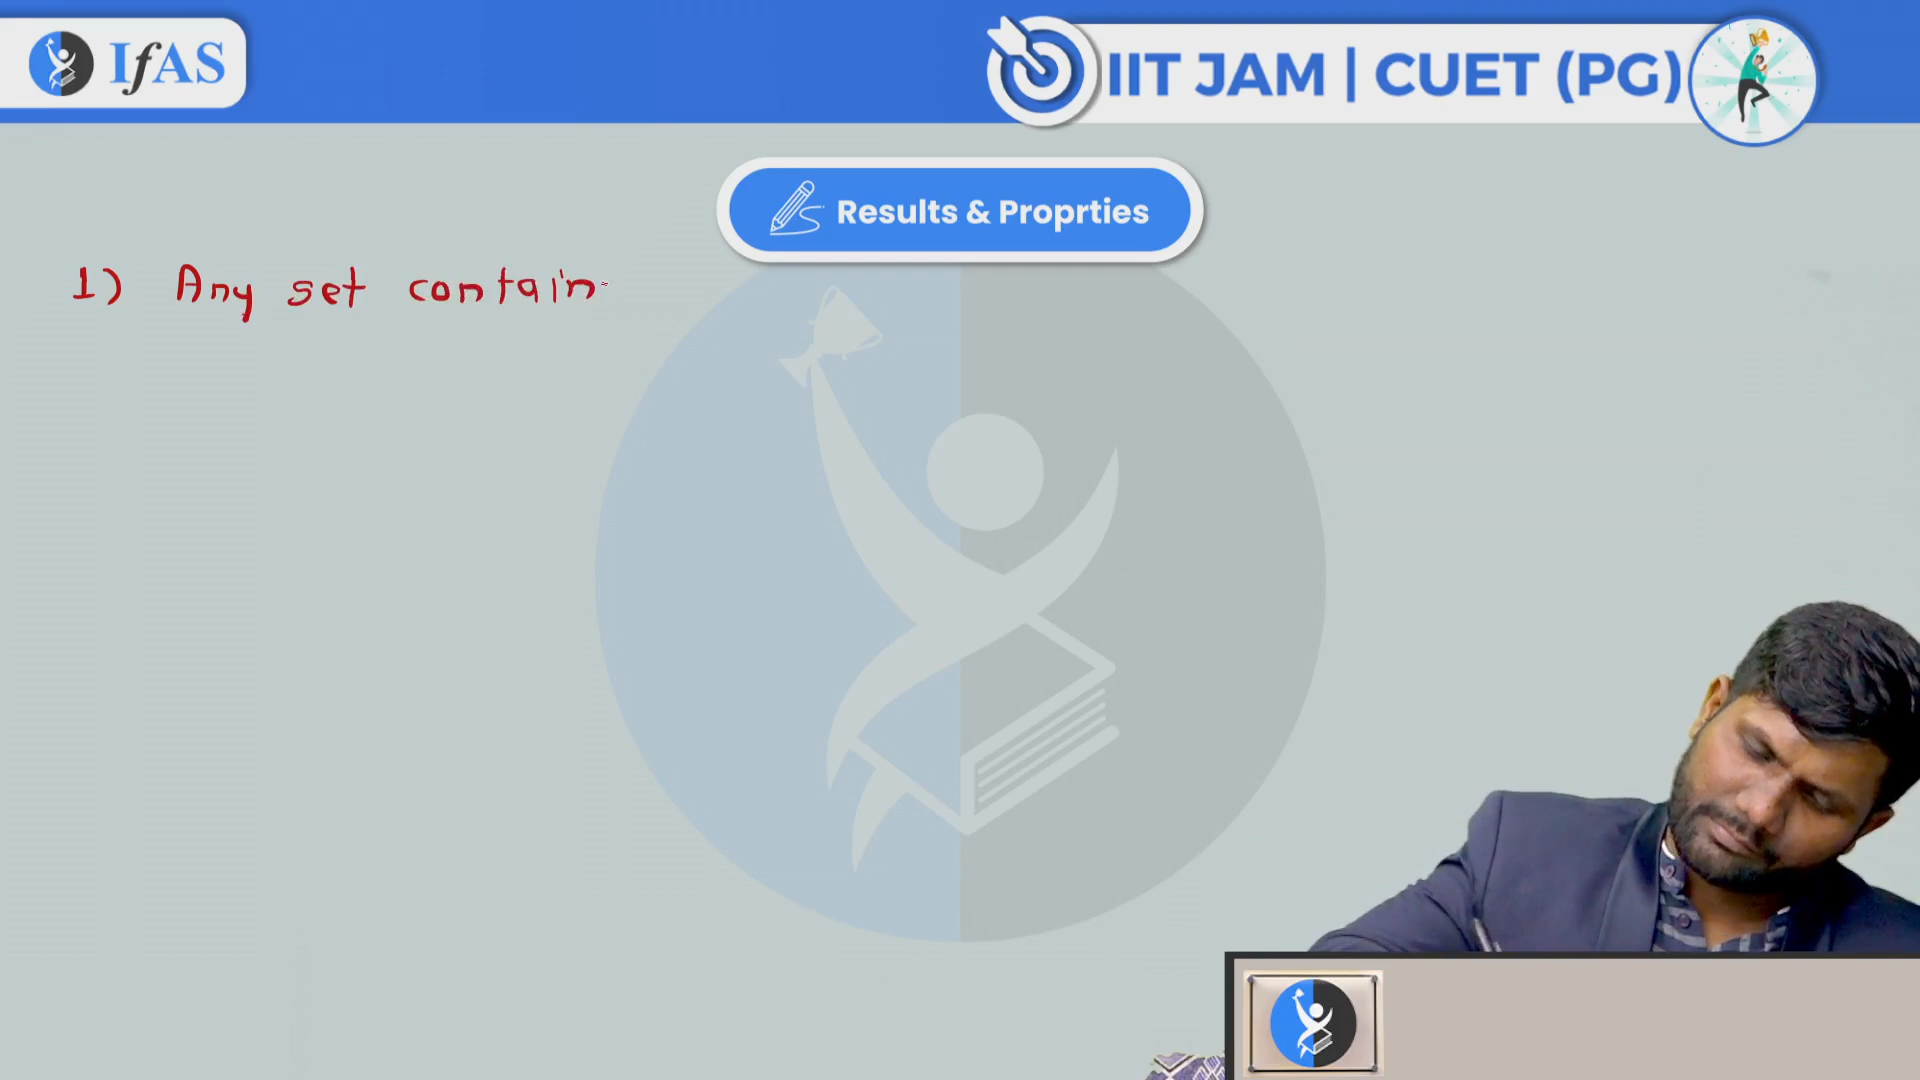 IfAS
IIT JAM | CUET (PG)
Results & Proprties
1) Any set contain